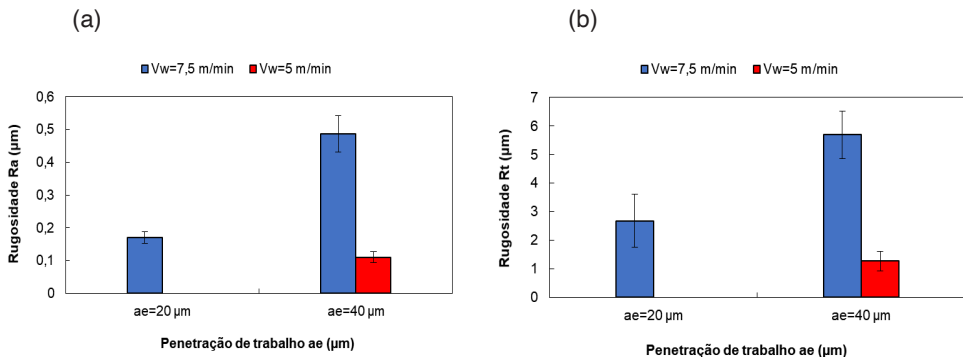 (a)
Vw=7,5 m/min Vw=5 m/min
Rugosidade Ra (µm)
0,6
0,5
0,4
0,3
0,2
0,1
0
ae=20 µm ae=40 µm
Penetração de trabalho ae (µm)
(b)
Vw=7,5 m/min Vw=5 m/min
Rugosidade Rt (µm)
7
6
5
4
3
2
1
0
ae=20 µm ae=40 µm
Penetração de trabalho ae (µm)